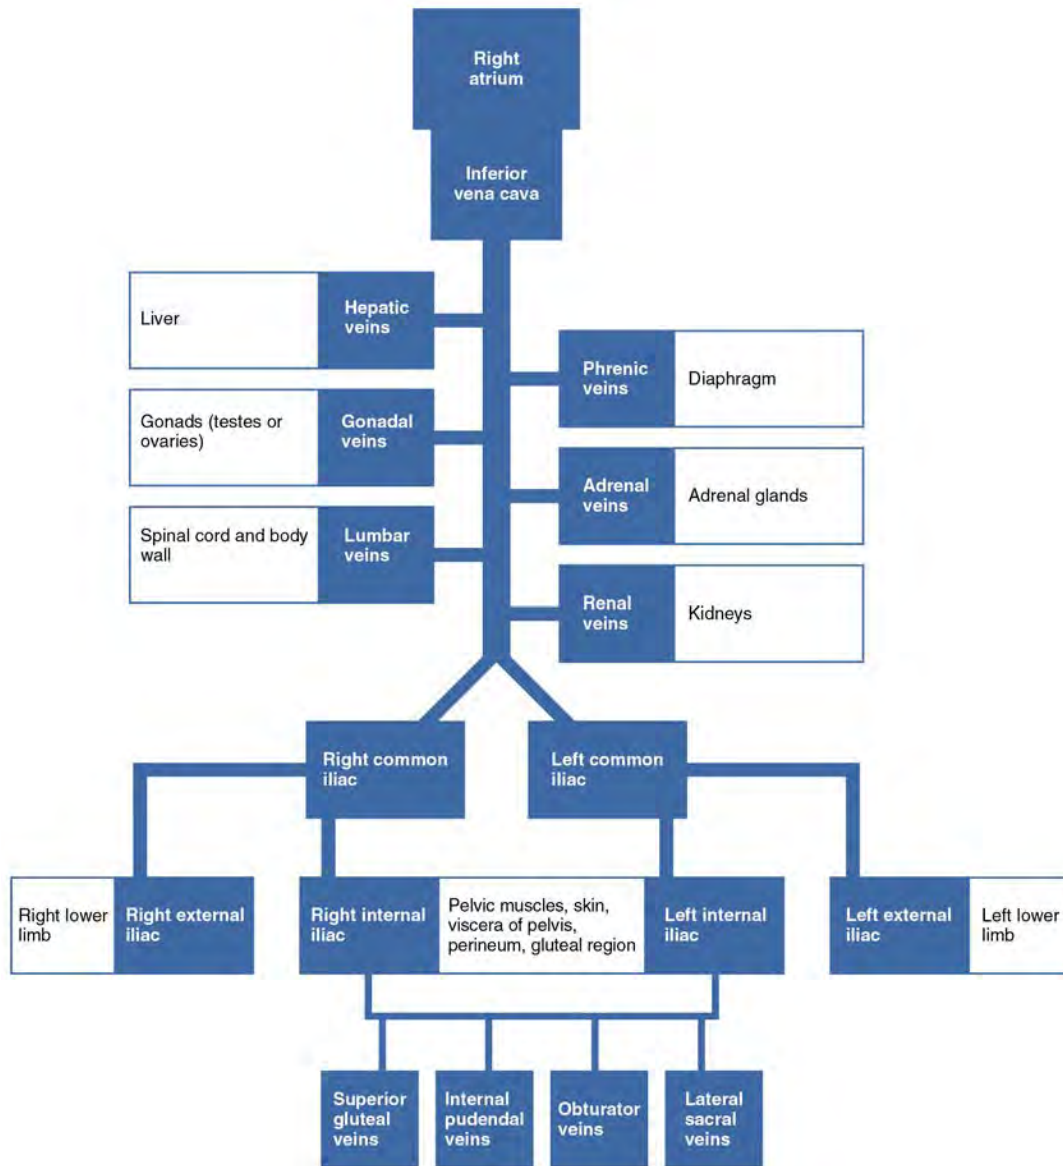 Right
atrium
Inferior
vena cava
Liver
Hepatic
veins
Phrenic
veins
Diaphragm
Gonads (testes or
ovaries)
Gonadal
veins
Adrenal
veins
Adrenal glands
Spinal cord and body
wall
Lumbar
veins
Renal
veins
Kidneys
Right common
iliac
Left common
iliac
Right lower
limb
Right external
iliac
Right internal
iliac
Pelvic muscles, skin,
viscera of pelvis,
perineum, gluteal region
Left internal
iliac
Left external
iliac
Left lower
limb
Superior
gluteal
veins
Internal
pudendal
veins
Obturator
veins
Lateral
sacral
veins